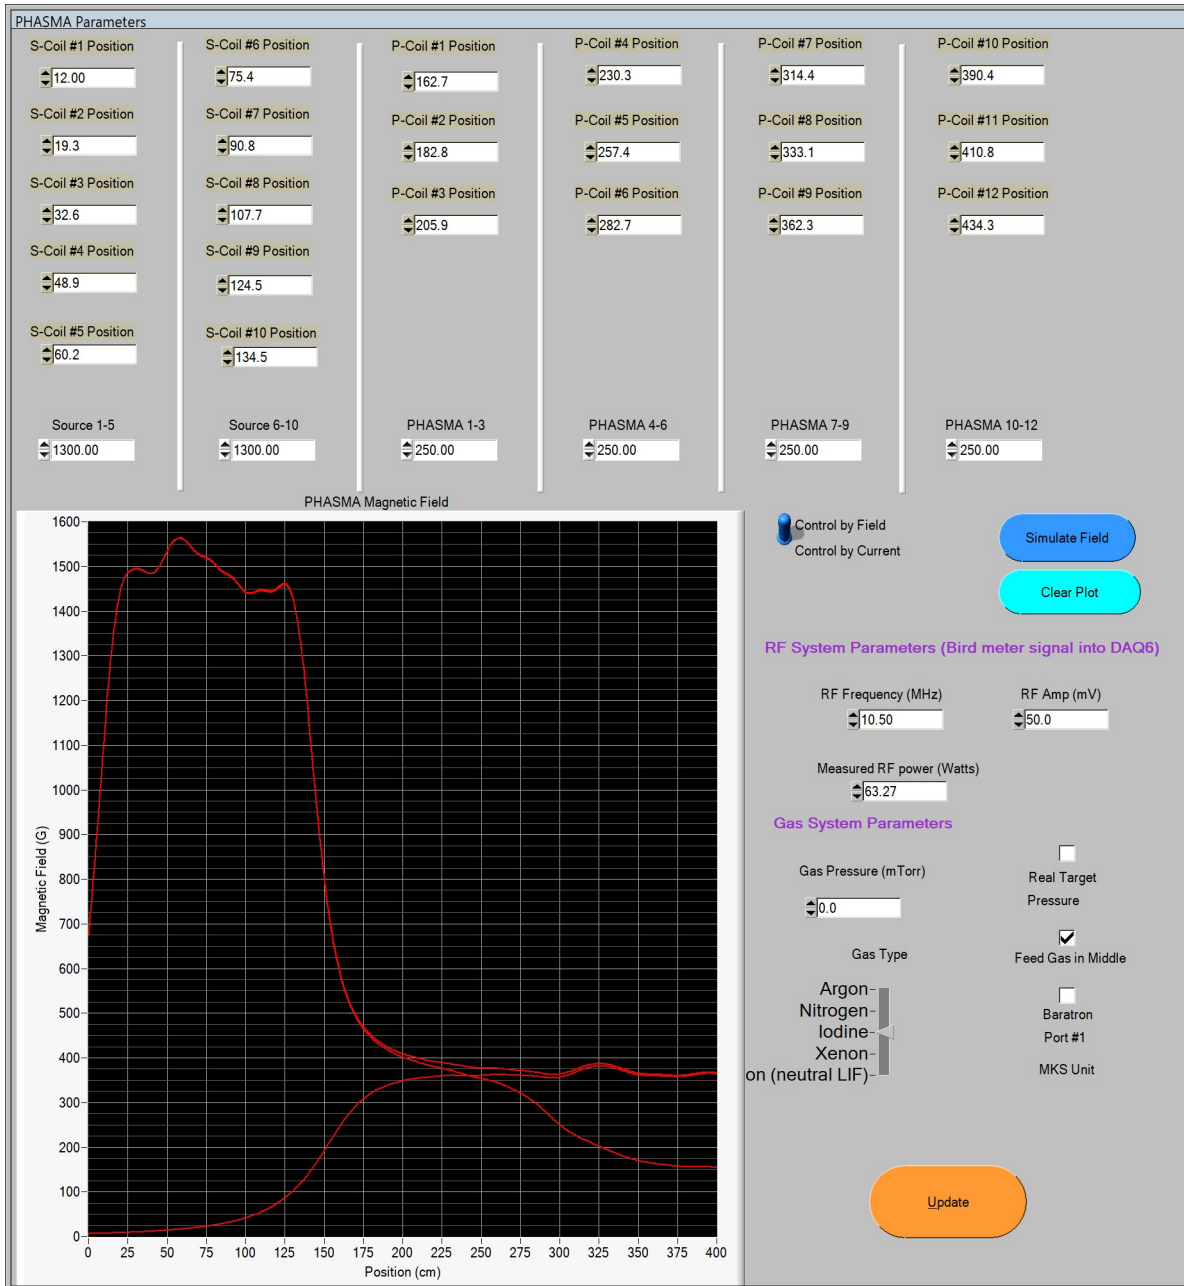 PHASMA Parameters
S-Coil #1 Position
12.00
S-Coil #2 Position
19.3
S-Coil #3 Position
32.6
S-Coil #4 Position
48.9
S-Coil #5 Position
60.2
Source 1-5
1300.00
S-Coil #6 Position
75.4
S-Coil #7 Position
90.8
S-Coil #8 Position
107.7
S-Coil #9 Position
124.5
S-Coil #10 Position
134.5
Source 6-10
1300.00
P-Coil #1 Position
162.7
P-Coil #2 Position
182.8
P-Coil #3 Position
205.9
PHASMA 1-3
250.00
P-Coil #4 Position
230.3
P-Coil #5 Position
257.4
P-Coil #6 Position
282.7
PHASMA 4-6
250.00
P-Coil #7 Position
314.4
P-Coil #8 Position
333.1
P-Coil #9 Position
362.3
PHASMA 7-9
250.00
P-Coil #10 Position
390.4
P-Coil #11 Position
410.8
P-Coil #12 Position
434.3
PHASMA 10-12
250.00
PHASMA Magnetic Field
1600
1500
1400
1300
1200
1100
1000
900
800
700
600
500
400
300
200
100
0
Magnetic Field (G)
0 25 50 75 100 125 150 175 200 225 250 275 300 325 350 375 400
Position (cm)
Control by Field
Control by Current
Simulate Field
Clear Plot
RF System Parameters (Bird meter signal into DAQ6)
RF Frequency (MHz)
10.50
RF Amp (mV)
50.0
Measured RF power (Watts)
63.27
Gas System Parameters
Gas Pressure (mTorr)
0.0
Real Target
Pressure
Feed Gas in Middle
Baratron
Port #1
MKS Unit
Gas Type
Argon
Nitrogen
Iodine
Xenon
on (neutral LIF)
Update